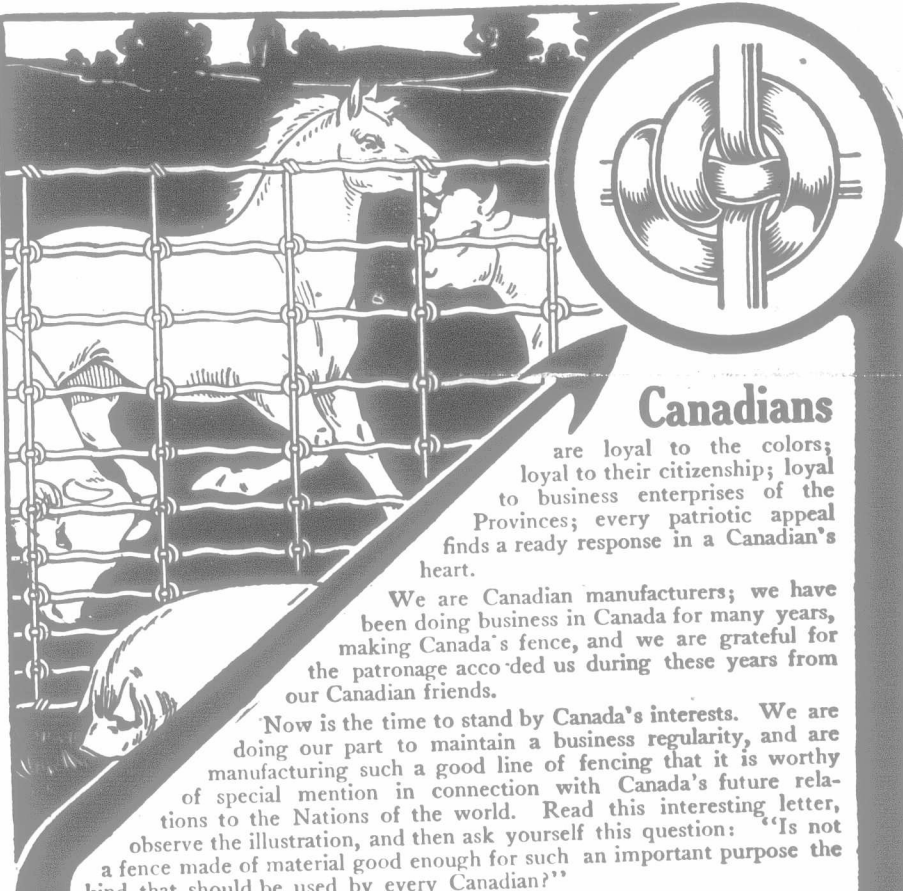 Canadians
are loyal to the colors;
loyal to their citizenship; loyal
to business enterprises of the
Provinces; every patriotic appeal
finds a ready response in a Canadian's
heart.
We are Canadian manufacturers; we have
been doing business in Canada for many years,
making Canada's fence, and we are grateful for
the patronage acco ded us during these years from
our Canadian friends.
Now is the time to stand by Canada's interests. We are
doing our part to maintain a business regularity, and are
manufacturing such a good line of fencing that it is worthy
of special mention in connection with Canada's future rela-
tions to the Nations of the world. Read this interesting letter,
observe the illustration, and then ask yourself this question: "Is not
a fence made of material good enough for such an important purpose the
kind that should be used by every Canadian?"